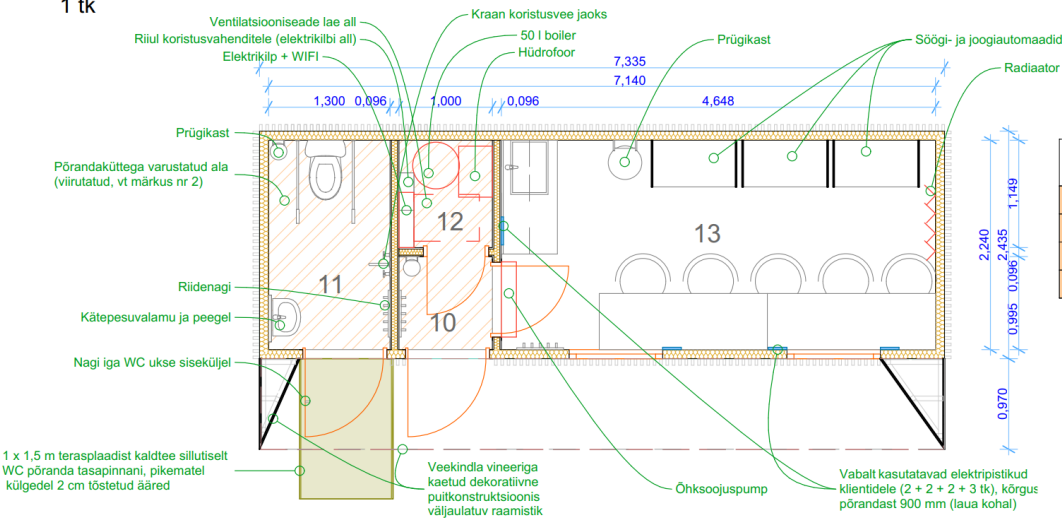 1 tk
Ventilatsiooniseade lae all
Riiul koristusvahenditele (elektrikilbi all)
Elektrikilp + WIFI
Kraan koristusvee jaoks
50 l boiler
Hüdrofoor
Prügikast
Söögi- ja joogiautomaadid
Radiaator
7,335
7,140
1,300 0,096 1,000 0,096 4,648
Prügikast
Põrandaküttega varustatud ala
(viirutatud, vt märkus nr 2)
12
13
11
10
2,240
2,435
1,149
0,096
0,995
0,970
Riidenagi
Kätepesuvalamu ja peegel
Nagi iga WC ukse siseküljel
1 x 1,5 m terasplaadist kaldtee sillutiselt
WC põranda tasapinnani, pikematel
külgedel 2 cm tõstetud ääred
Veekindla vineeriga
kaetud dekoratiivne
puitkonstruktsioonis
väljaulatuv raamistik
Õhksoojuspump
Vabalt kasutatavad elektripistikud
klientidele (2 + 2 + 2 + 3 tk), kõrgus
põrandast 900 mm (laua kohal)